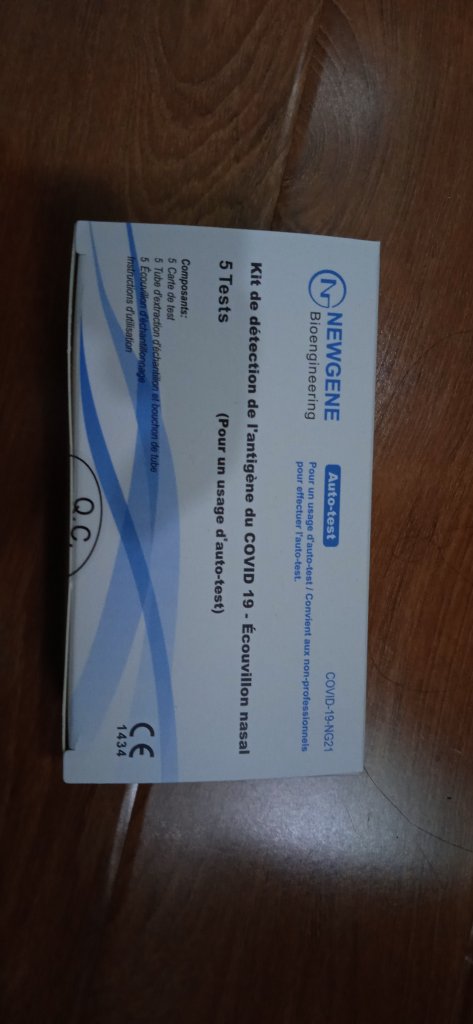 NEWGENE
Bioengineering
Auto-test
Pour un usage d'auto-test / Convient aux non-professionnels
pour effectuer l'auto-test.
COVID-19-NG21
Kit de détection de l'antigène du COVID 19 - Écouvillon nasal
5 Tests
(Pour un usage d'auto-test)
Composants:
5 Carte de test
5 Tube d'extraction d'échantillon et bouchon de tube
5 Écouvillon d'échantillonnage
Instructions d'utilisation
Q.C.
CE
1434